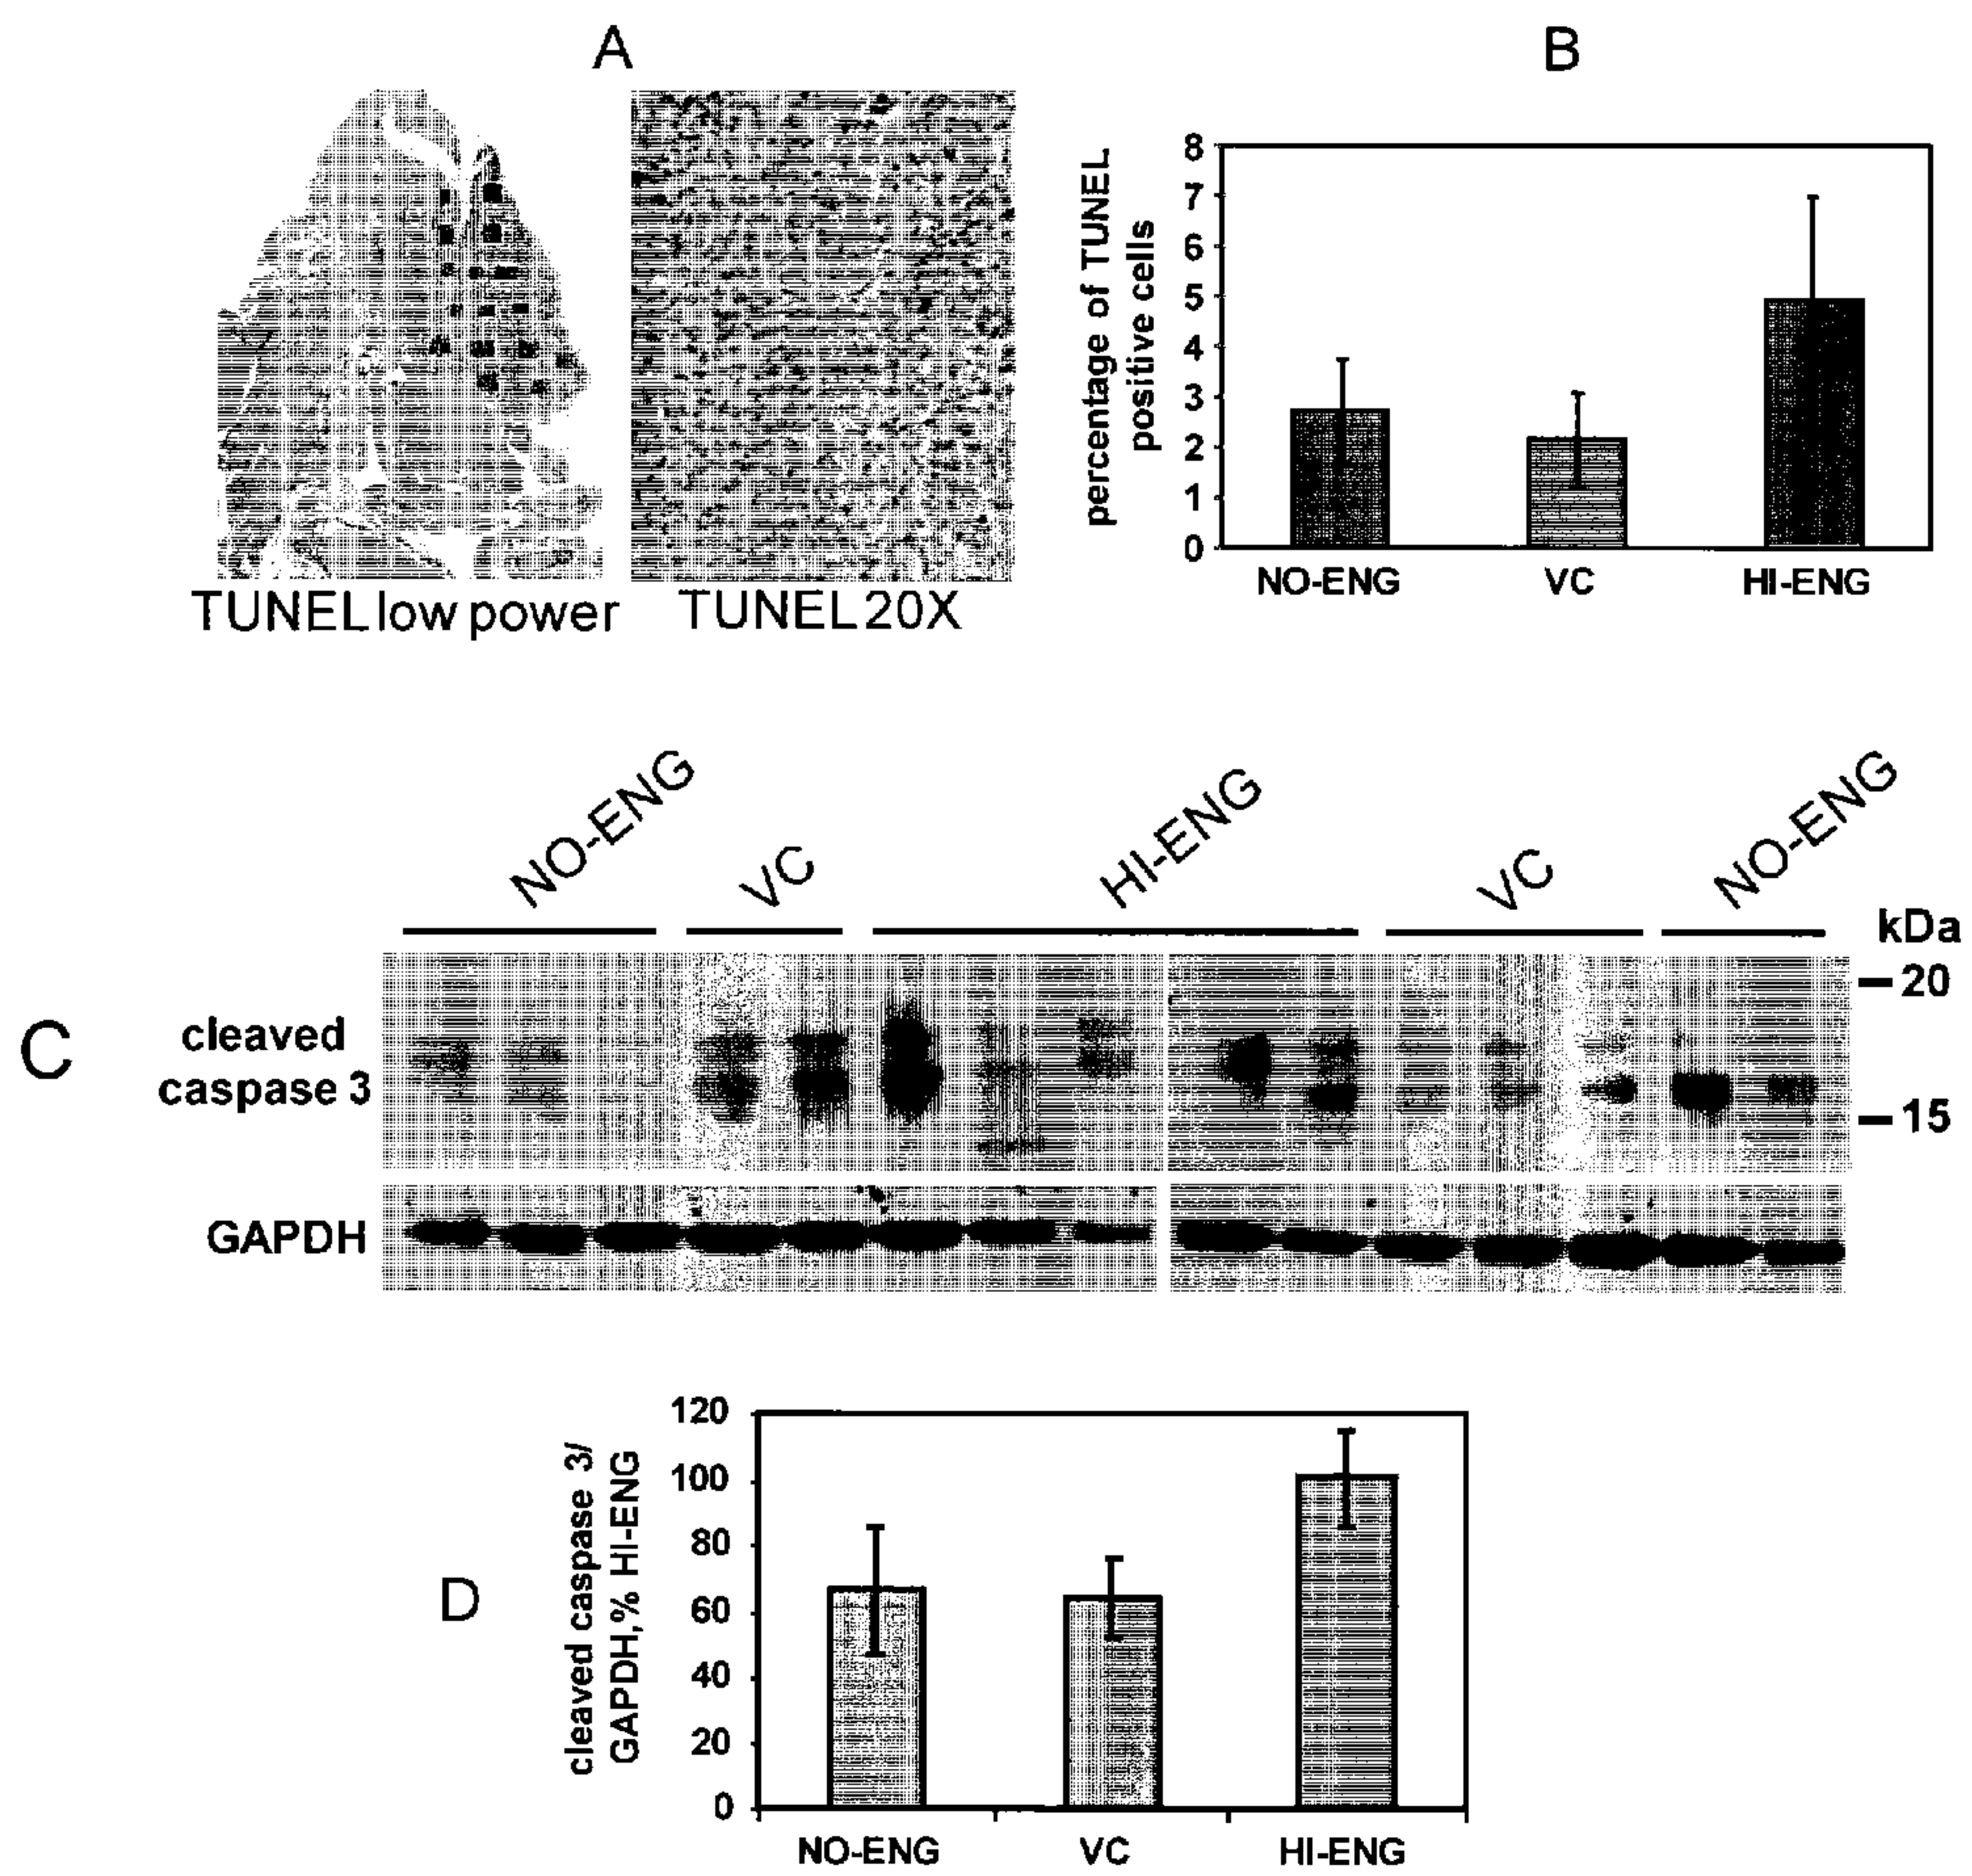 A
TUNEL low power
TUNEL 20X
B
percentage of TUNEL
positive cells
8
7
6
5
4
3
2
1
0
NO-ENG
VC
HI-ENG
C
NO-ENG
VC
HI-ENG
VC
NO-ENG
kDa
20
15
cleaved
caspase 3
GAPDH
D
cleaved caspase 3/
GAPDH,% HI-ENG
120
100
80
60
40
20
0
NO-ENG
VC
HI-ENG